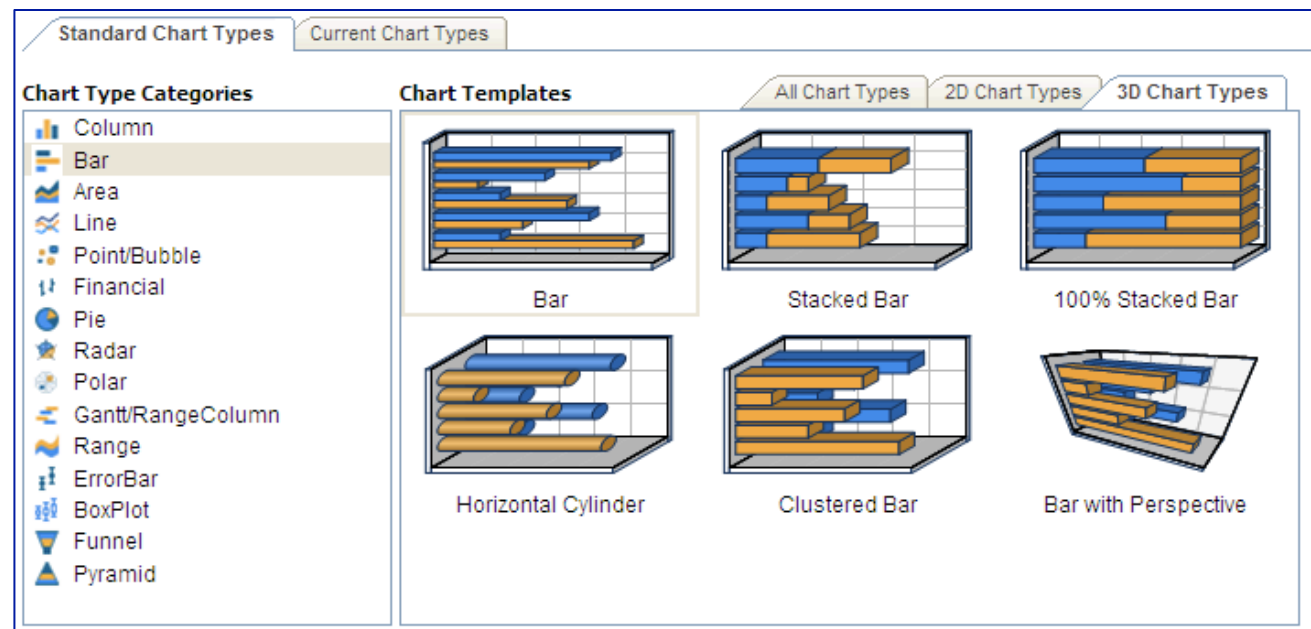 Standard Chart Types
Current Chart Types
Chart Type Categories
Chart Templates
All Chart Types
2D Chart Types
3D Chart Types
Column
Bar
Area
Line
Point/Bubble
Financial
Pie
Radar
Polar
Gantt/RangeColumn
Range
ErrorBar
BoxPlot
Funnel
Pyramid
Bar
Stacked Bar
100% Stacked Bar
Horizontal Cylinder
Clustered Bar
Bar with Perspective